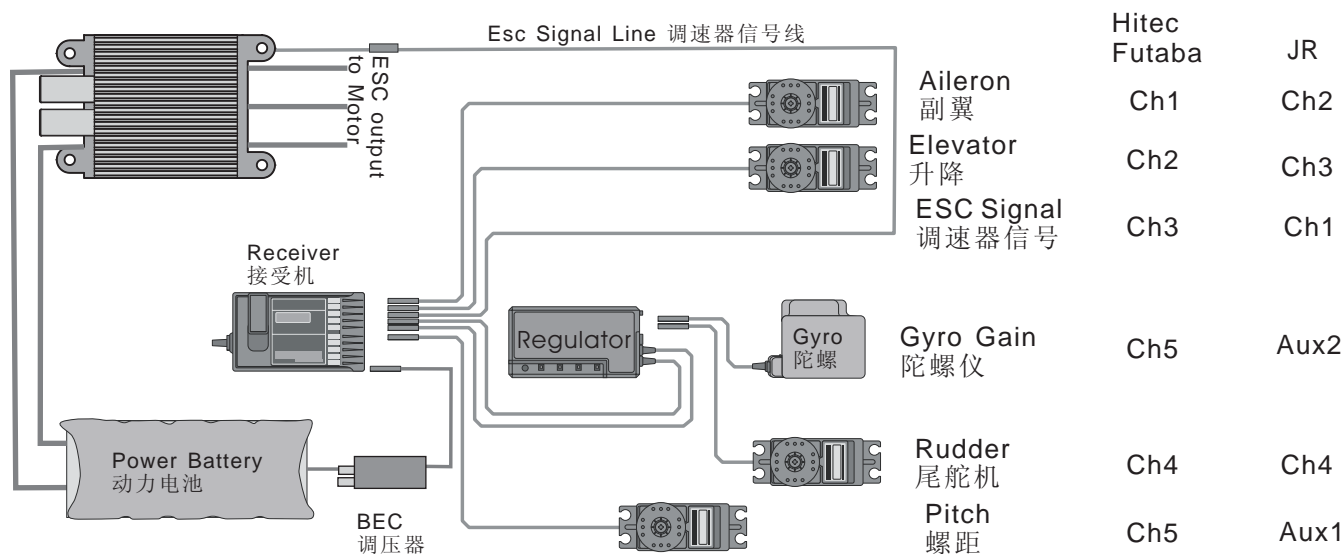 Esc Signal Line 调速器信号线
ESC output
to Motor
Hitec
Futaba
JR
Aileron
副翼
Ch1
Ch2
Elevator
升降
Ch2
Ch3
ESC Signal
调速器信号
Ch3
Ch1
Receiver
接受机
Regulator
Gyro
陀螺
Gyro Gain
陀螺仪
Ch5
Aux2
Power Battery
动力电池
BEC
调压器
Rudder
尾舵机
Ch4
Ch4
Pitch
螺距
Ch5
Aux1